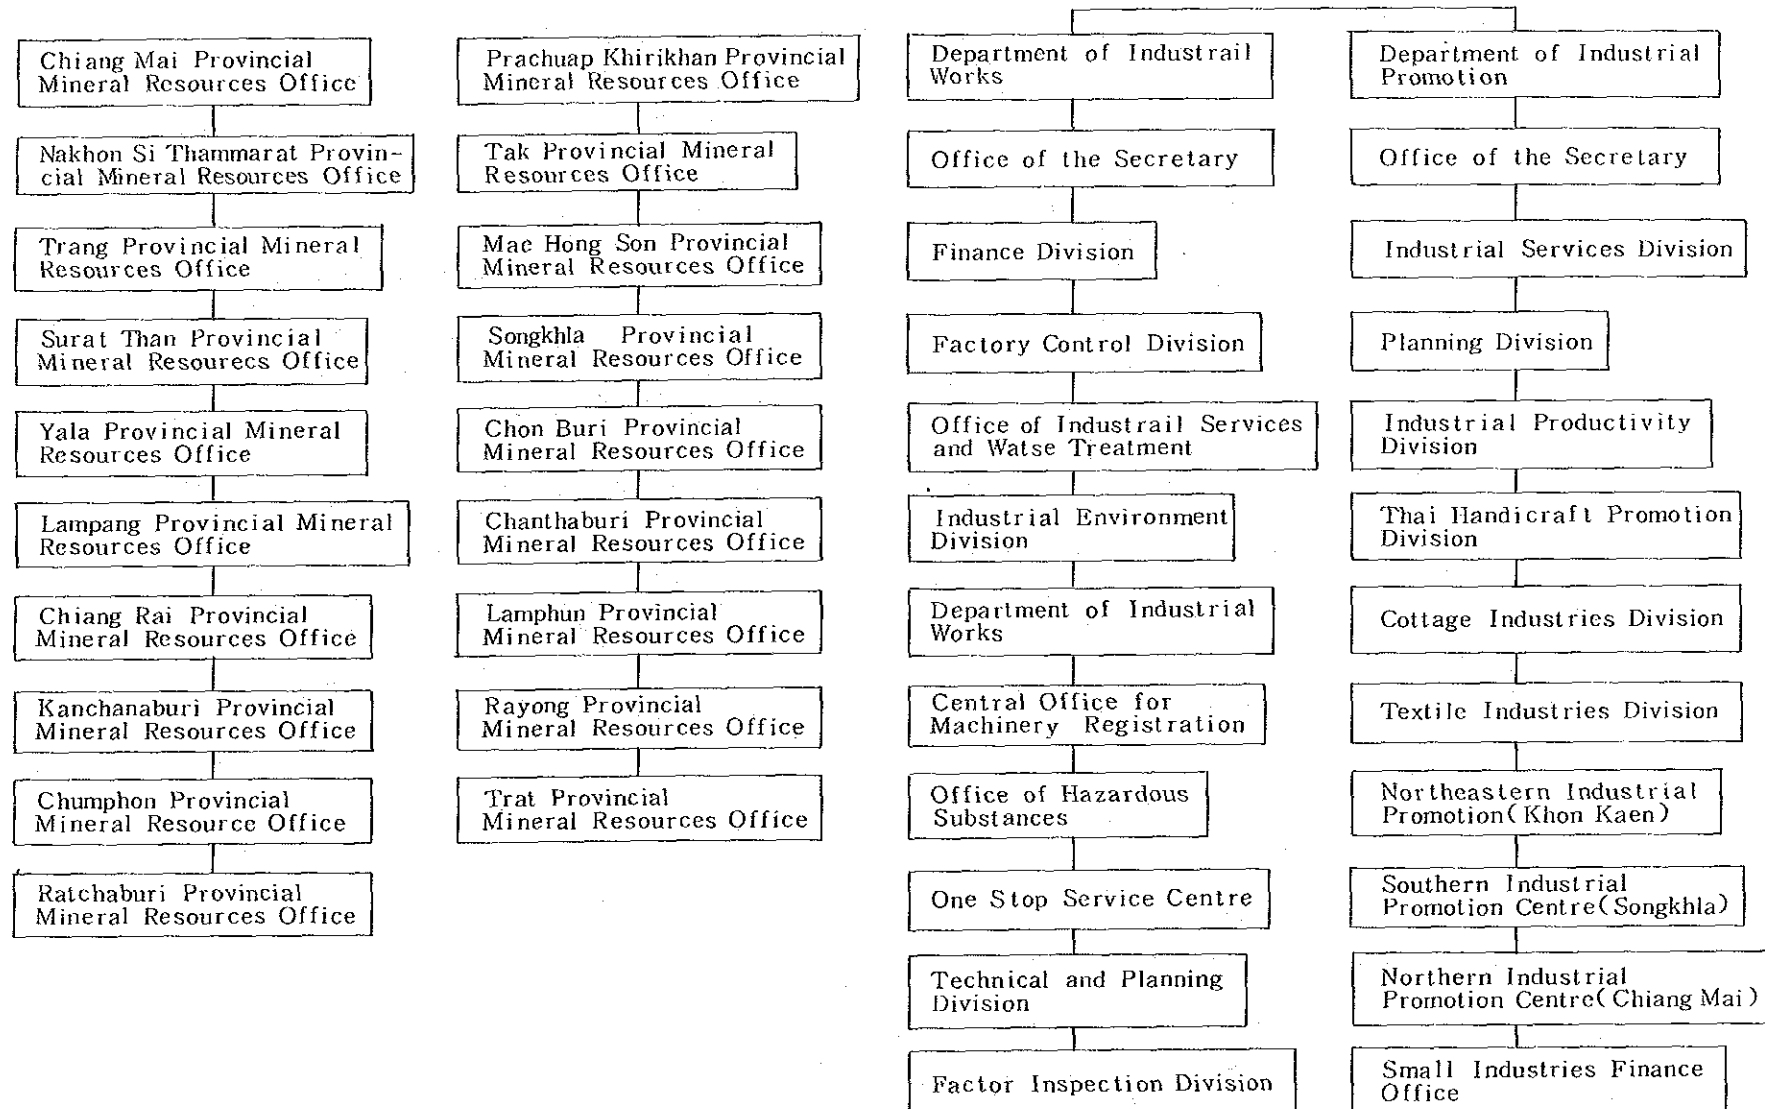 Chiang Mai Provincial
Mineral Resources Office
Nakhon Si Thammarat Provin-
cial Mineral Resources Office
Trang Provincial Mineral
Resources Office
Surat Than Provincial
Mineral Resourecs Office
Yala Provincial Mineral
Resources Office
Lampang Provincial Mineral
Resources Office
Chiang Rai Provincial
Mineral Resources Office
Kanchanaburi Provincial
Mineral Resources Office
Chumphon Provincial
Mineral Resource Office
Ratchaburi Provincial
Mineral Resources Office
Prachuap Khirikhan Provincial
Mineral Resources Office
Tak Provincial Mineral
Resources Office
Mae Hong Son Provincial
Mineral Resources Office
Songkhla Provincial
Mineral Resources Office
Chon Buri Provincial
Mineral Resources Office
Chanthaburi Provincial
Mineral Resources Office
Lamphun Provincial
Mineral Resources Office
Rayong Provincial
Mineral Resources Office
Trat Provincial
Mineral Resources Office
Department of Industrail
Works
Office of the Secretary
Finance Division
Factory Control Division
Office of Industrail Services
and Watse Treatment
Industrial Environment
Division
Department of Industrial
Works
Central Office for
Machinery Registration
Office of Hazardous
Substances
One Stop Service Centre
Technical and Planning
Division
Factor Inspection Division
Department of Industrial
Promotion
Office of the Secretary
Industrial Services Division
Planning Division
Industrial Productivity
Division
Thai Handicraft Promotion
Division
Cottage Industries Division
Textile Industries Division
Northeastern Industrial
Promotion(Khon Kaen)
Southern Industrial
Promotion Centre(Songkhla)
Northern Industrial
Promotion Centre(Chiang Mai)
Small Industries Finance
Office